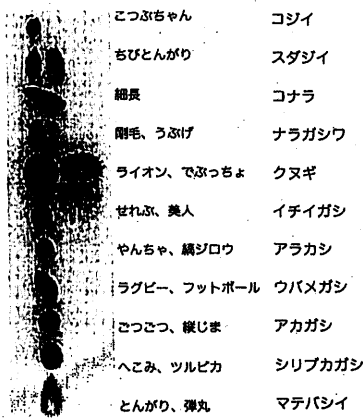 こつぶちゃん コジイ
ちびとんがり スダジイ
細長 コナラ
剛毛、うぶげ ナラガシワ
ライオン、でぶっちょ クヌギ
せれぶ、美人 イチイガシ
やんちゃ、縞ジロウ アラカシ
ラグビー、フットボール ウバメガシ
ごつごつ、縦じま アカガシ
へこみ、ツルピカ シリブカガシ
とんがり、弾丸 マテバシイ